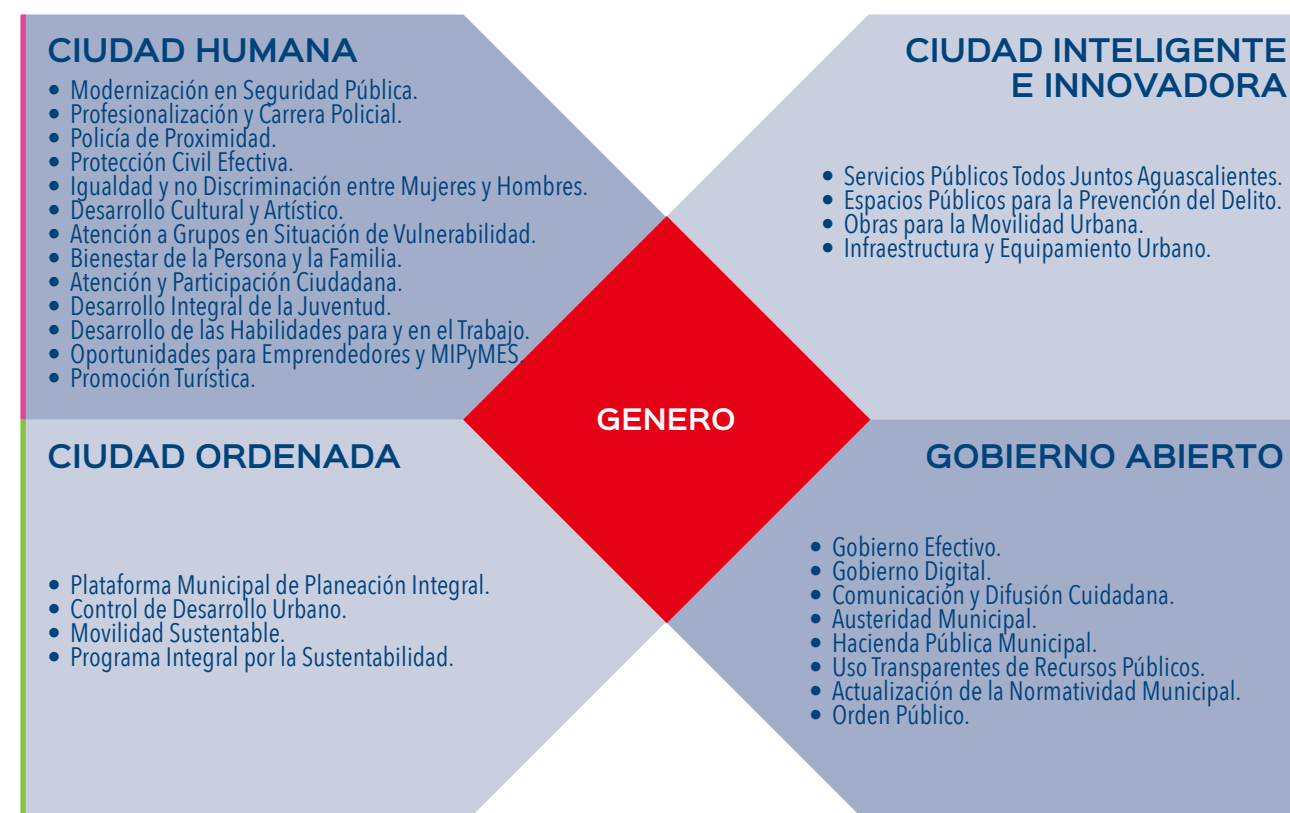 CIUDAD HUMANA
• Modernización en Seguridad Pública.
• Profesionalización y Carrera Policial.
• Policía de Proximidad.
• Protección Civil Efectiva.
• Igualdad y no Discriminación entre Mujeres y Hombres.
• Desarrollo Cultural y Artístico.
• Atención a Grupos en Situación de Vulnerabilidad.
• Bienestar de la Persona y la Familia.
• Atención y Participación Ciudadana.
• Desarrollo Integral de la Juventud.
• Desarrollo de las Habilidades para y en el Trabajo.
• Oportunidades para Emprendedores y MIPyMES.
• Promoción Turística.
CIUDAD INTELIGENTE
E INNOVADORA
• Servicios Públicos Todos Juntos Aguascalientes.
• Espacios Públicos para la Prevención del Delito.
• Obras para la Movilidad Urbana.
• Infraestructura y Equipamiento Urbano.
GENERO
CIUDAD ORDENADA
• Plataforma Municipal de Planeación Integral.
• Control de Desarrollo Urbano.
• Movilidad Sustentable.
• Programa Integral por la Sustentabilidad.
GOBIERNO ABIERTO
• Gobierno Efectivo.
• Gobierno Digital.
• Comunicación y Difusión Cuidadana.
• Austeridad Municipal.
• Hacienda Pública Municipal.
• Uso Transparentes de Recursos Públicos.
• Actualización de la Normatividad Municipal.
• Orden Público.